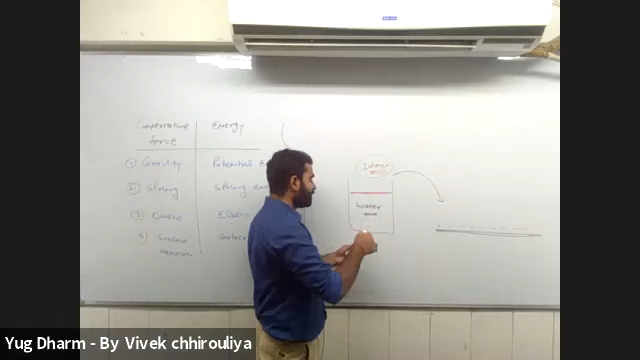 Energy
force
① Gravity
Potential
② Spring
Spring
③ Elastic
Elastic
④ Surface
Surface
tension
Water
Yug Dharm - By Vivek chhirouliya